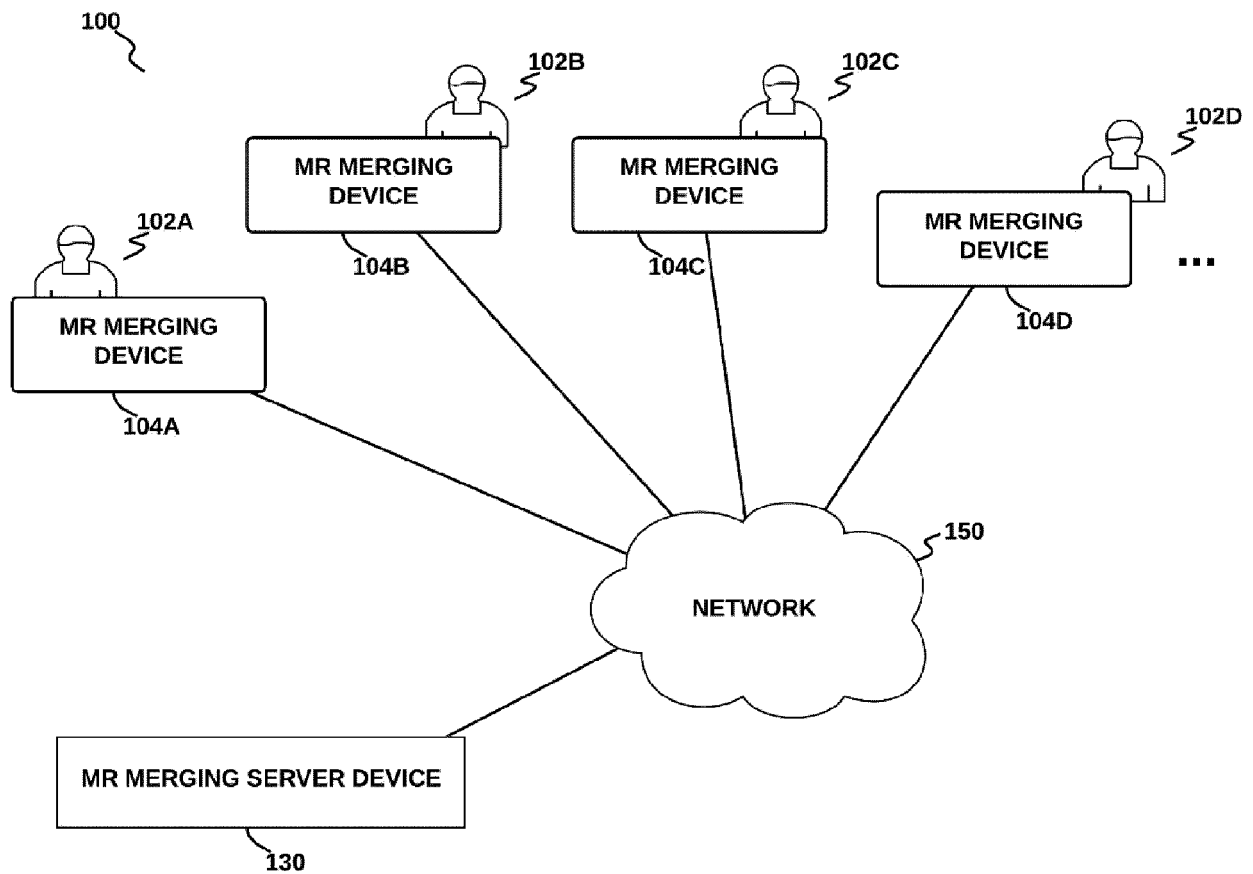 100
102B
102C
102D
MR MERGING
DEVICE
MR MERGING
DEVICE
MR MERGING
DEVICE
102A
104B
104C
104D
...
MR MERGING
DEVICE
104A
150
NETWORK
MR MERGING SERVER DEVICE
130